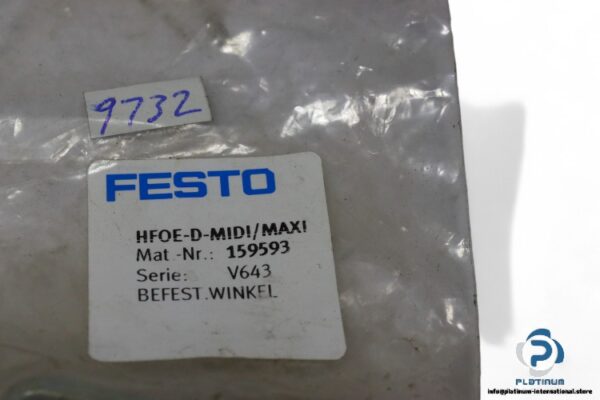 9732
FESTO
HFOE-D-MIDI/MAXI
Mat.-Nr.: 159593
Serie: V643
BEFEST.WINKEL
PLATINUM
info@platinum-international.store